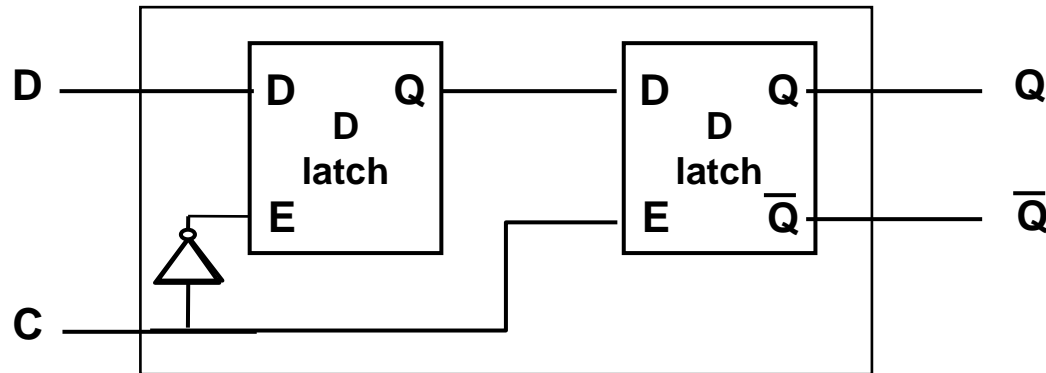 D D Q D Q Q
D D
latch latch
E E Q̅ Q̅
C